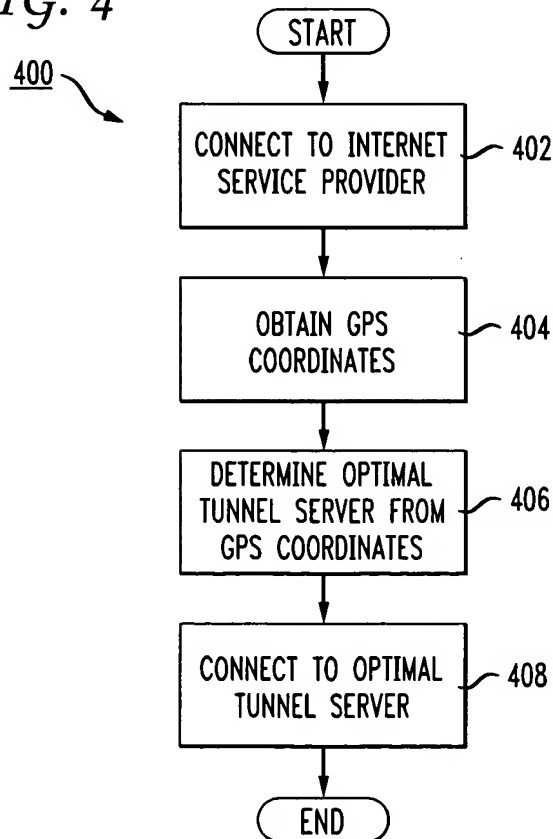 FIG. 4
400
START
CONNECT TO INTERNET
SERVICE PROVIDER
402
OBTAIN GPS
COORDINATES
404
DETERMINE OPTIMAL
TUNNEL SERVER FROM
GPS COORDINATES
406
CONNECT TO OPTIMAL
TUNNEL SERVER
408
END